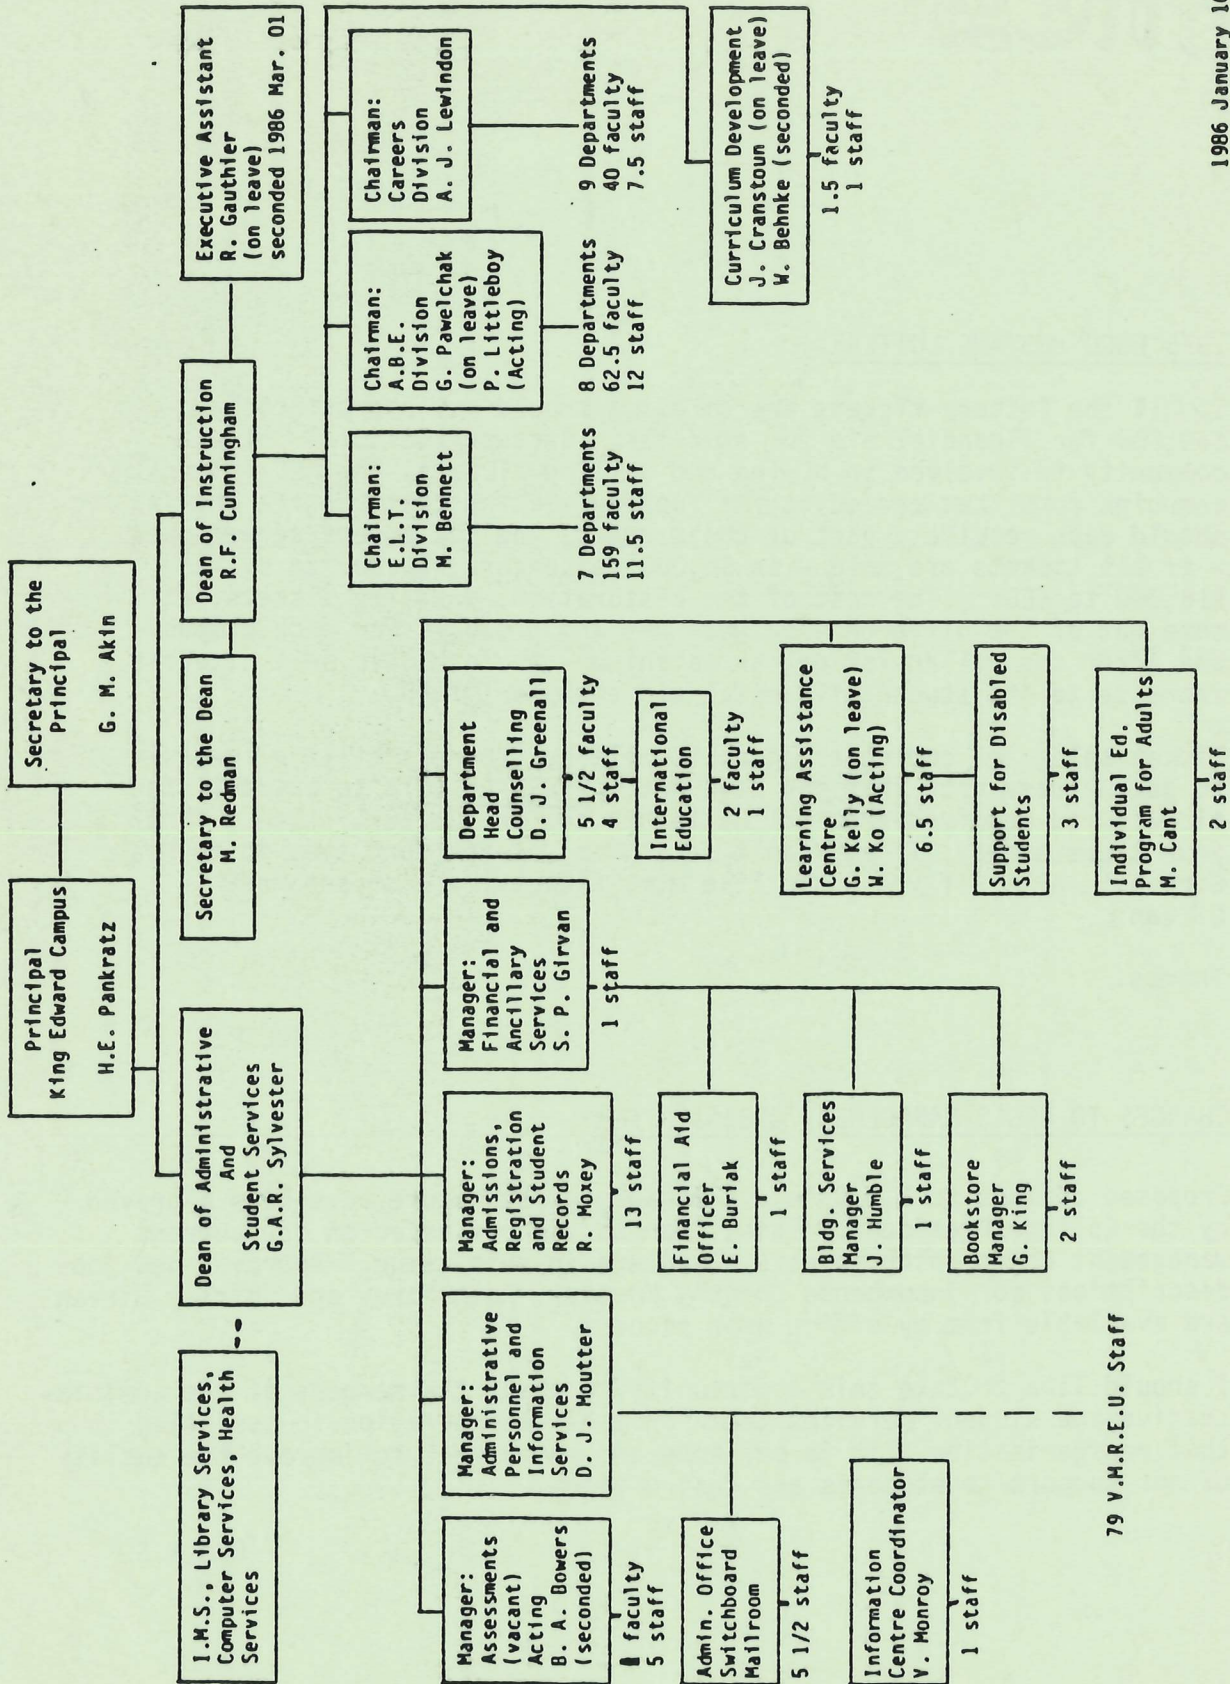 Principal
King Edward Campus
H.E. Pankratz
Secretary to the
Principal
G. M. Akin
I.M.S., Library Services,
Computer Services, Health
Services
Dean of Administrative
And
Student Services
G.A.R. Sylvester
Secretary to the Dean
M. Redman
Dean of Instruction
R.F. Cunningham
Executive Assistant
R. Gauthier
(on leave)
seconded 1986 Mar. 01
Manager:
Assessments
(vacant)
Acting
B. A. Bowers
(seconded)
faculty
5 staff
Manager:
Administrative
Personnel and
Information
Services
D. J. Moutter
Admin. Office
Switchboard
Mailroom
5 1/2 staff
Information
Centre Coordinator
V. Monroy
1 staff
79 V.M.R.E.U. Staff
Manager:
Admissions,
Registration
and Student
Records
R. Moxey
13 staff
Manager:
Financial and
Ancillary
Services
S. P. Girvan
1 staff
Financial Aid
Officer
E. Buriak
1 staff
Bldg. Services
Manager
J. Humble
1 staff
Bookstore
Manager
G. King
2 staff
Department
Head
Counselling
D. J. Greenall
5 1/2 faculty
4 staff
International
Education
2 faculty
1 staff
Learning Assistance
Centre
G. Kelly (on leave)
W. Ko (Acting)
6.5 staff
Support for Disabled
Students
3 staff
Individual Ed.
Program for Adults
M. Cant
2 staff
Chairman:
E.L.T.
Division
M. Bennett
7 Departments
159 faculty
11.5 staff
Chairman:
A.B.E.
Division
G. Pawelchak
(on leave)
P. Littleboy
(Acting)
8 Departments
62.5 faculty
12 staff
Chairman:
Careers
Division
A. J. Lewindon
9 Departments
40 faculty
7.5 staff
Curriculum Development
J. Cranstoun (on leave)
W. Behnke (seconded)
1.5 faculty
1 staff
1986 January